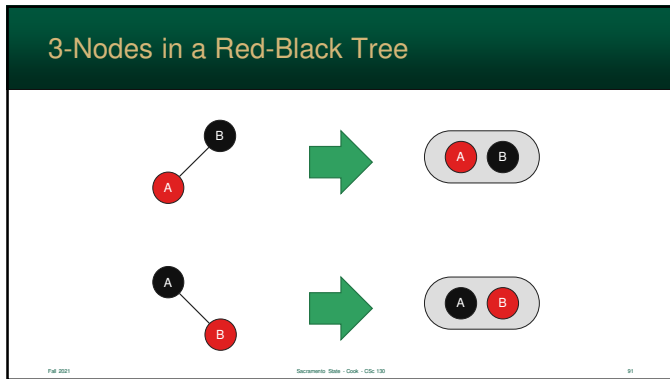 3-Nodes in a Red-Black Tree
B
A
A B
A
B
A B
Fall 2021 Sacramento State - Cook - CSc 130 91